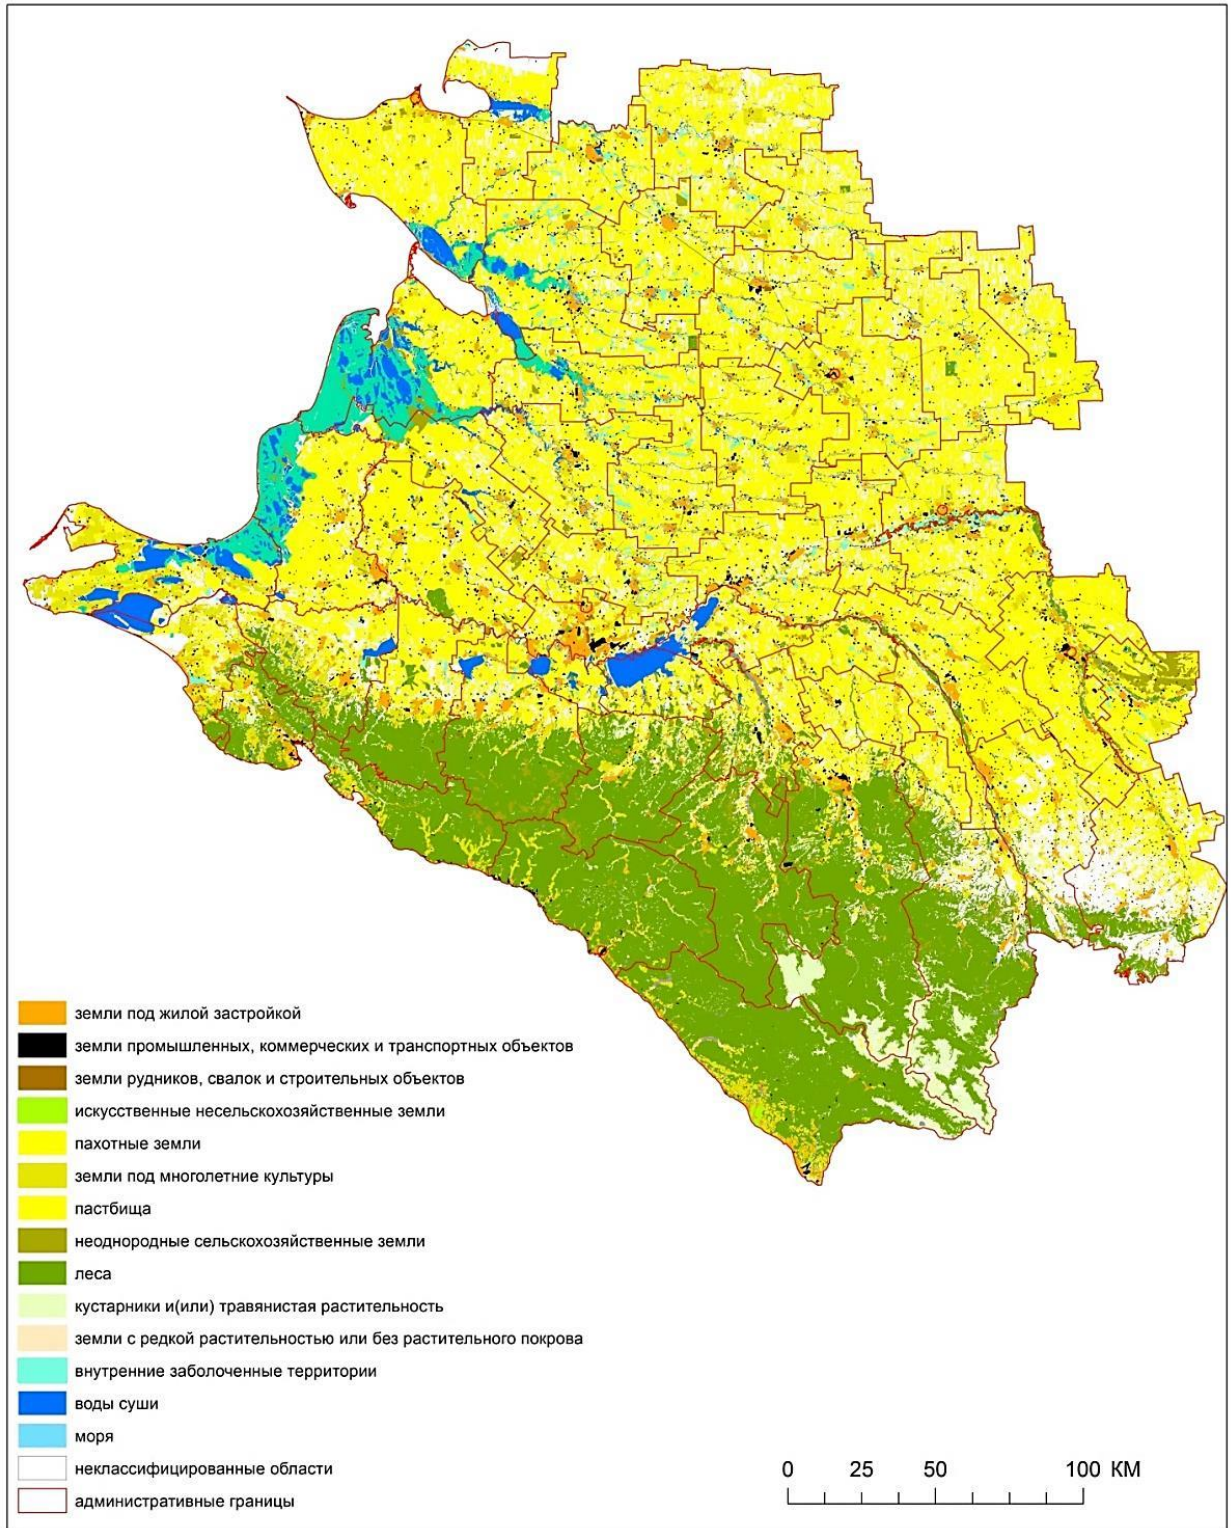 земли под жилой застройкой
земли промышленных, коммерческих и транспортных объектов
земли рудников, свалок и строительных объектов
искусственные несельскохозяйственные земли
пахотные земли
земли под многолетние культуры
пастбища
неоднородные сельскохозяйственные земли
леса
кустарники и(или) травянистая растительность
земли с редкой растительностью или без растительного покрова
внутренние заболоченные территории
воды суши
моря
неклассифицированные области
административные границы
0 25 50 100 КМ